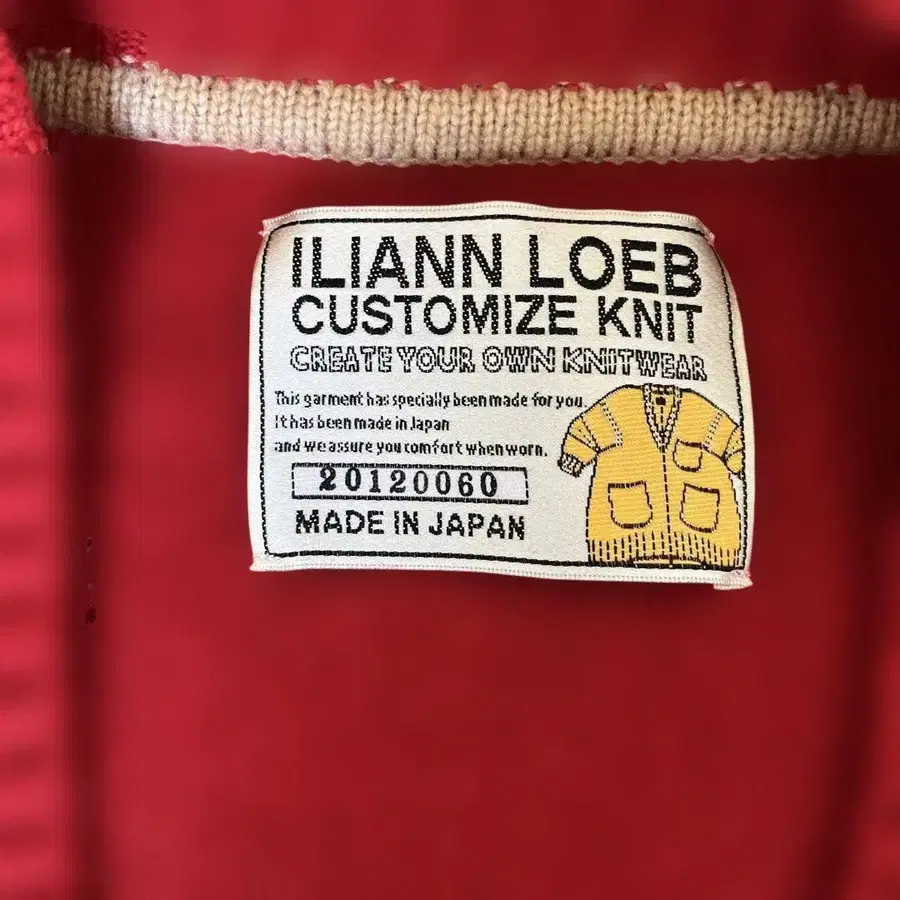 ILIANN LOEB
CUSTOMIZE KNIT
CREATE YOUR OWN KNITWEAR
This garment has specially been made for you.
It has been made in Japan
and we assure you comfort when worn.
20120060
MADE IN JAPAN